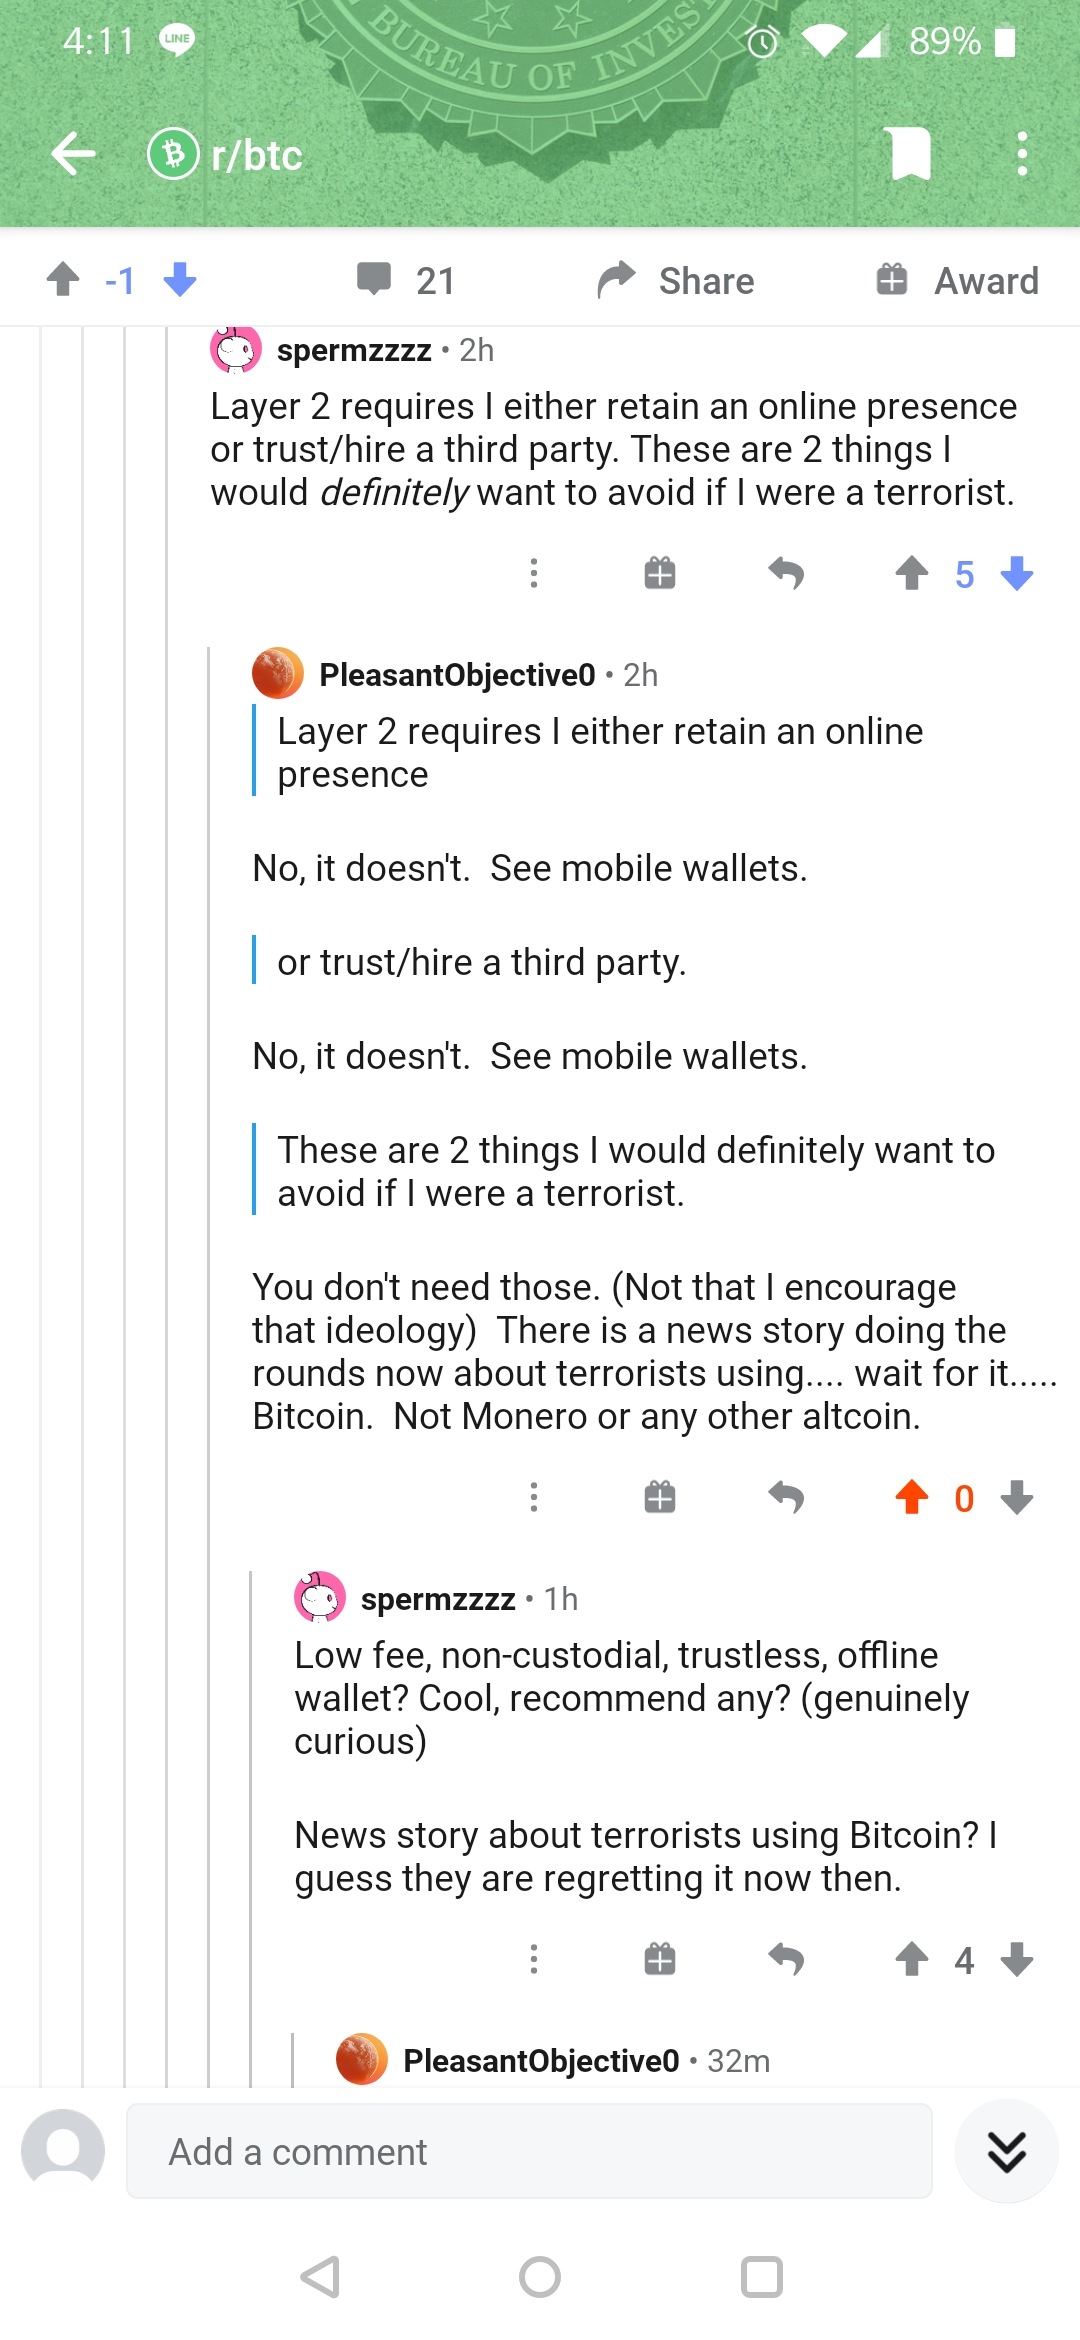 4:11 LINE 89%
BUREAU OF INVES
r/btc
-1 21 Share Award
spermzzzz • 2h
Layer 2 requires I either retain an online presence
or trust/hire a third party. These are 2 things I
would definitely want to avoid if I were a terrorist.
5
PleasantObjective0 • 2h
Layer 2 requires I either retain an online
presence
No, it doesn't.  See mobile wallets.
or trust/hire a third party.
No, it doesn't.  See mobile wallets.
These are 2 things I would definitely want to
avoid if I were a terrorist.
You don't need those. (Not that I encourage
that ideology)  There is a news story doing the
rounds now about terrorists using.... wait for it.....
Bitcoin.  Not Monero or any other altcoin.
0
spermzzzz • 1h
Low fee, non-custodial, trustless, offline
wallet? Cool, recommend any? (genuinely
curious)
News story about terrorists using Bitcoin? I
guess they are regretting it now then.
4
PleasantObjective0 • 32m
Add a comment